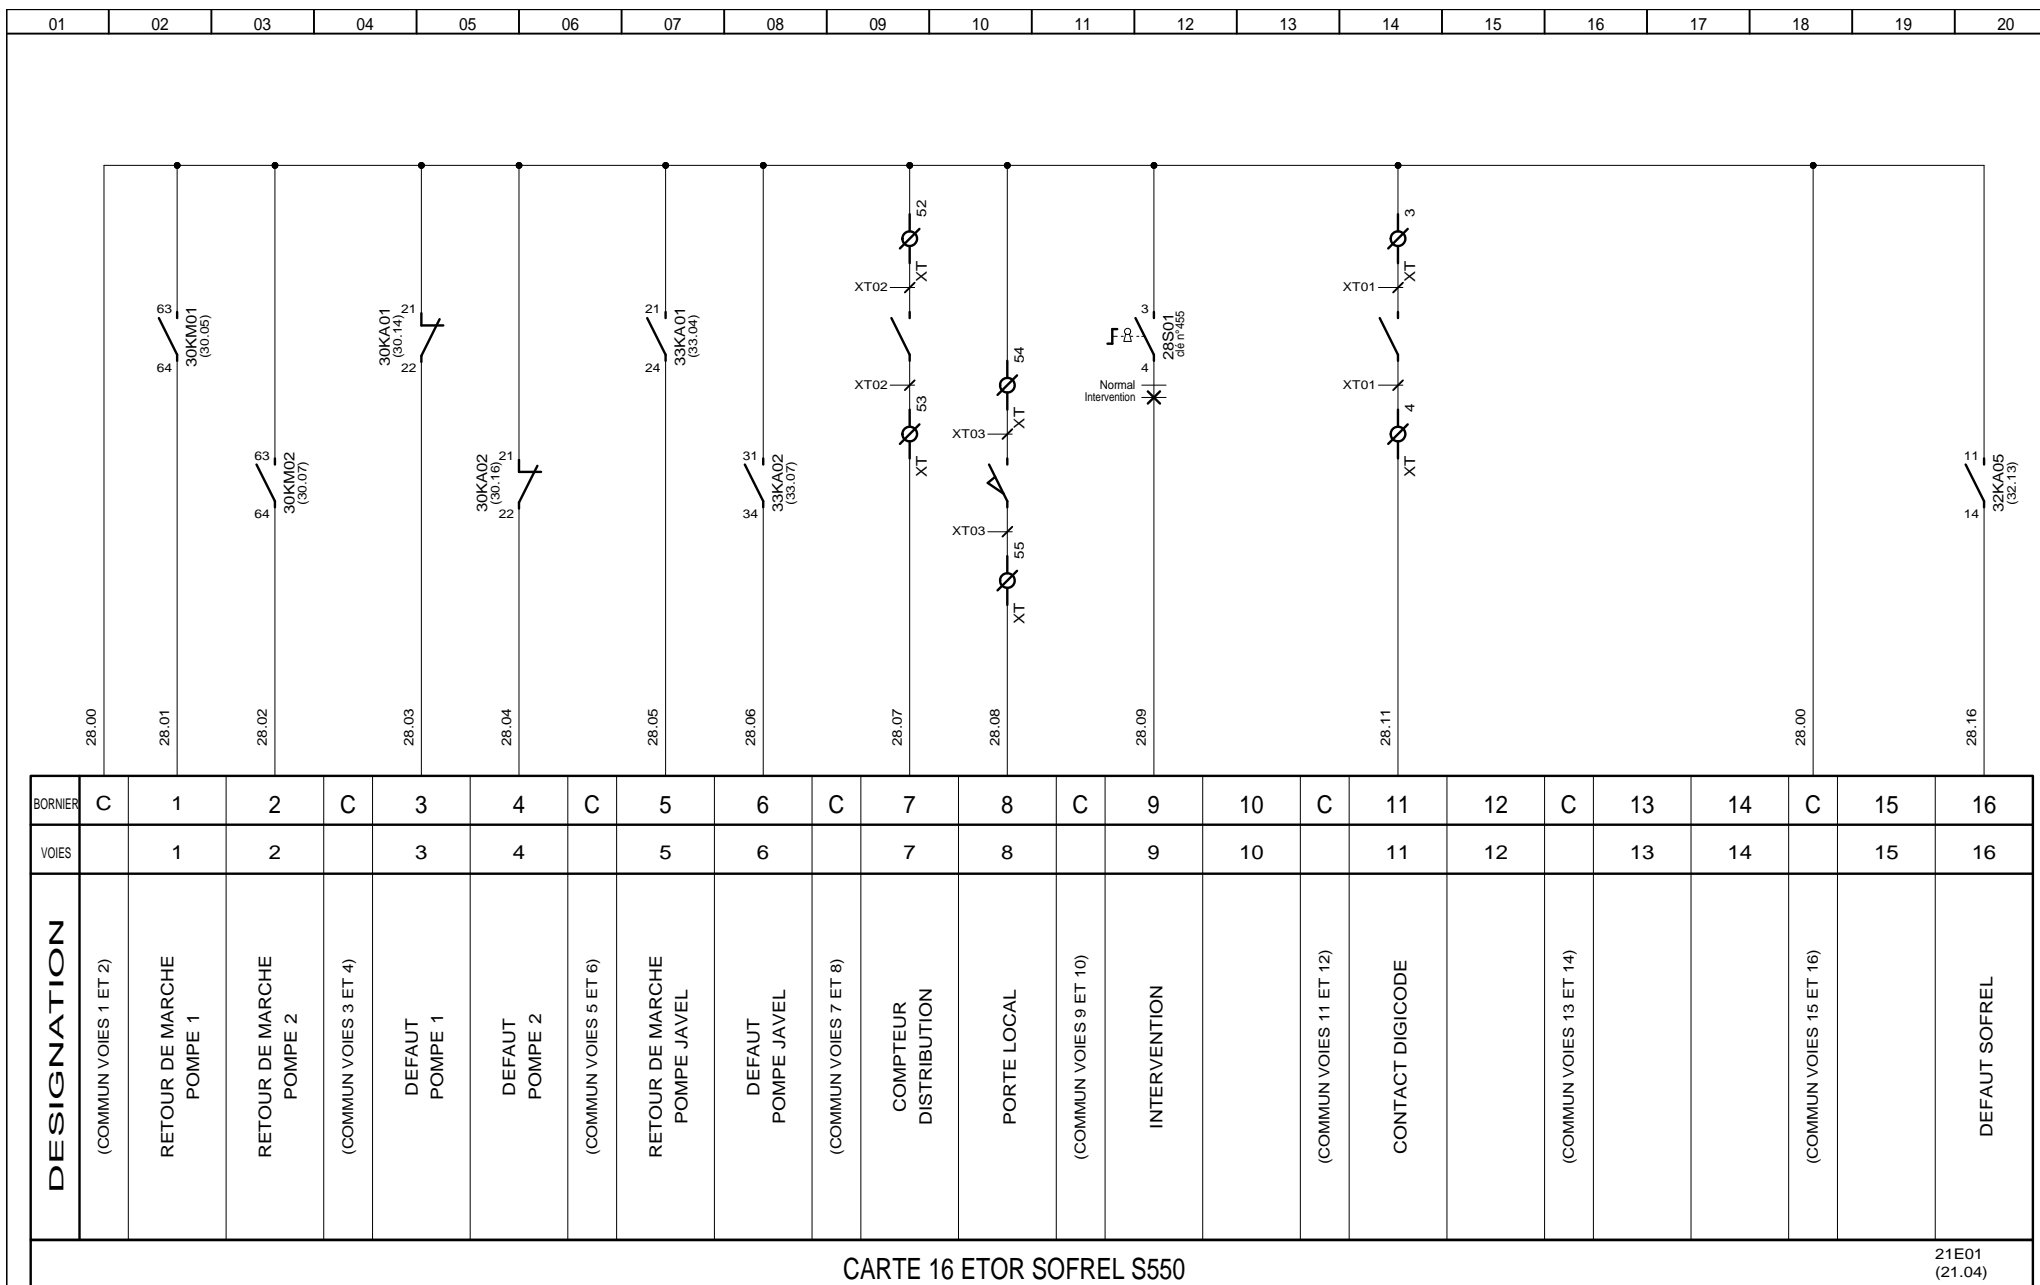 01 02 03 04 05 06 07 08 09 10 11 12 13 14 15 16 17 18 19 20
52
3
XT
XT
XT02
XT01
63
30KM01
(30.05)
64
30KA01
(30.14)
21
22
21
33KA01
(33.04)
24
3
28S01
clé n°455
4
Normal
Intervention
XT02
53
XT
54
XT
XT03
XT01
4
XT
63
30KM02
(30.07)
64
30KA02
(30.16)
21
22
31
33KA02
(33.07)
34
XT03
55
XT
11
32KA05
(32.13)
14
28.00 28.01 28.02 28.03 28.04 28.05 28.06 28.07 28.08 28.09 28.11 28.00 28.16
BORNIER C 1 2 C 3 4 C 5 6 C 7 8 C 9 10 C 11 12 C 13 14 C 15 16
VOIES 1 2 3 4 5 6 7 8 9 10 11 12 13 14 15 16
DESIGNATION
(COMMUN VOIES 1 ET 2)
RETOUR DE MARCHE
POMPE 1
RETOUR DE MARCHE
POMPE 2
(COMMUN VOIES 3 ET 4)
DEFAUT
POMPE 1
DEFAUT
POMPE 2
(COMMUN VOIES 5 ET 6)
RETOUR DE MARCHE
POMPE JAVEL
DEFAUT
POMPE JAVEL
(COMMUN VOIES 7 ET 8)
COMPTEUR
DISTRIBUTION
PORTE LOCAL
(COMMUN VOIES 9 ET 10)
INTERVENTION
(COMMUN VOIES 11 ET 12)
CONTACT DIGICODE
(COMMUN VOIES 13 ET 14)
(COMMUN VOIES 15 ET 16)
DEFAUT SOFREL
CARTE 16 ETOR SOFREL S550
21E01
(21.04)